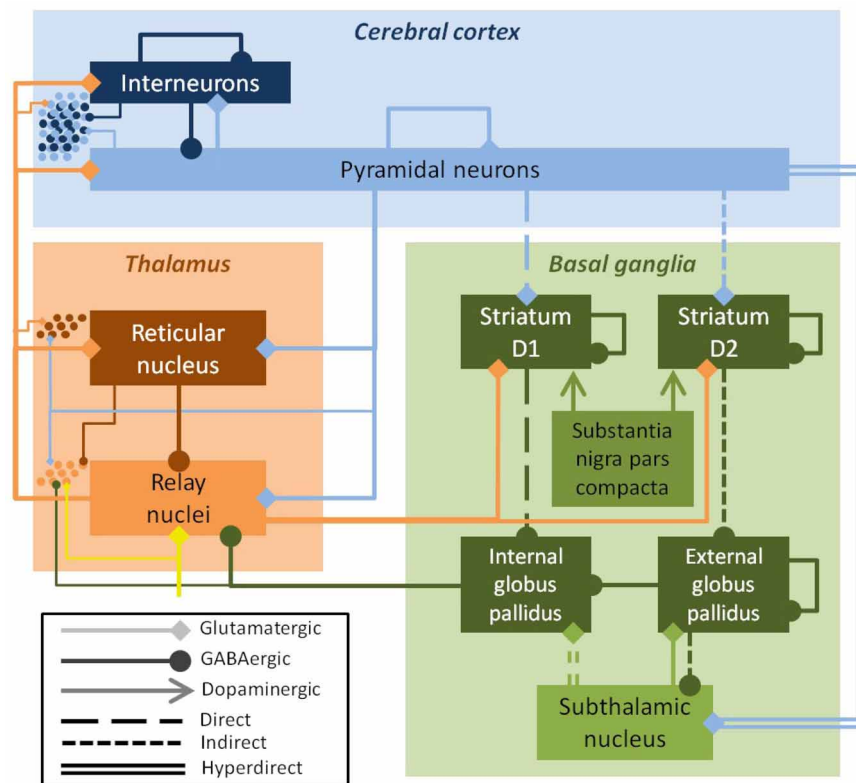 Cerebral cortex
Interneurons
Pyramidal neurons
Thalamus
Basal ganglia
Reticular
nucleus
Striatum
D1
Striatum
D2
Substantia
nigra pars
compacta
Relay
nuclei
Internal
globus
pallidus
External
globus
pallidus
Subthalamic
nucleus
Glutamatergic
GABAergic
Dopaminergic
Direct
Indirect
Hyperdirect